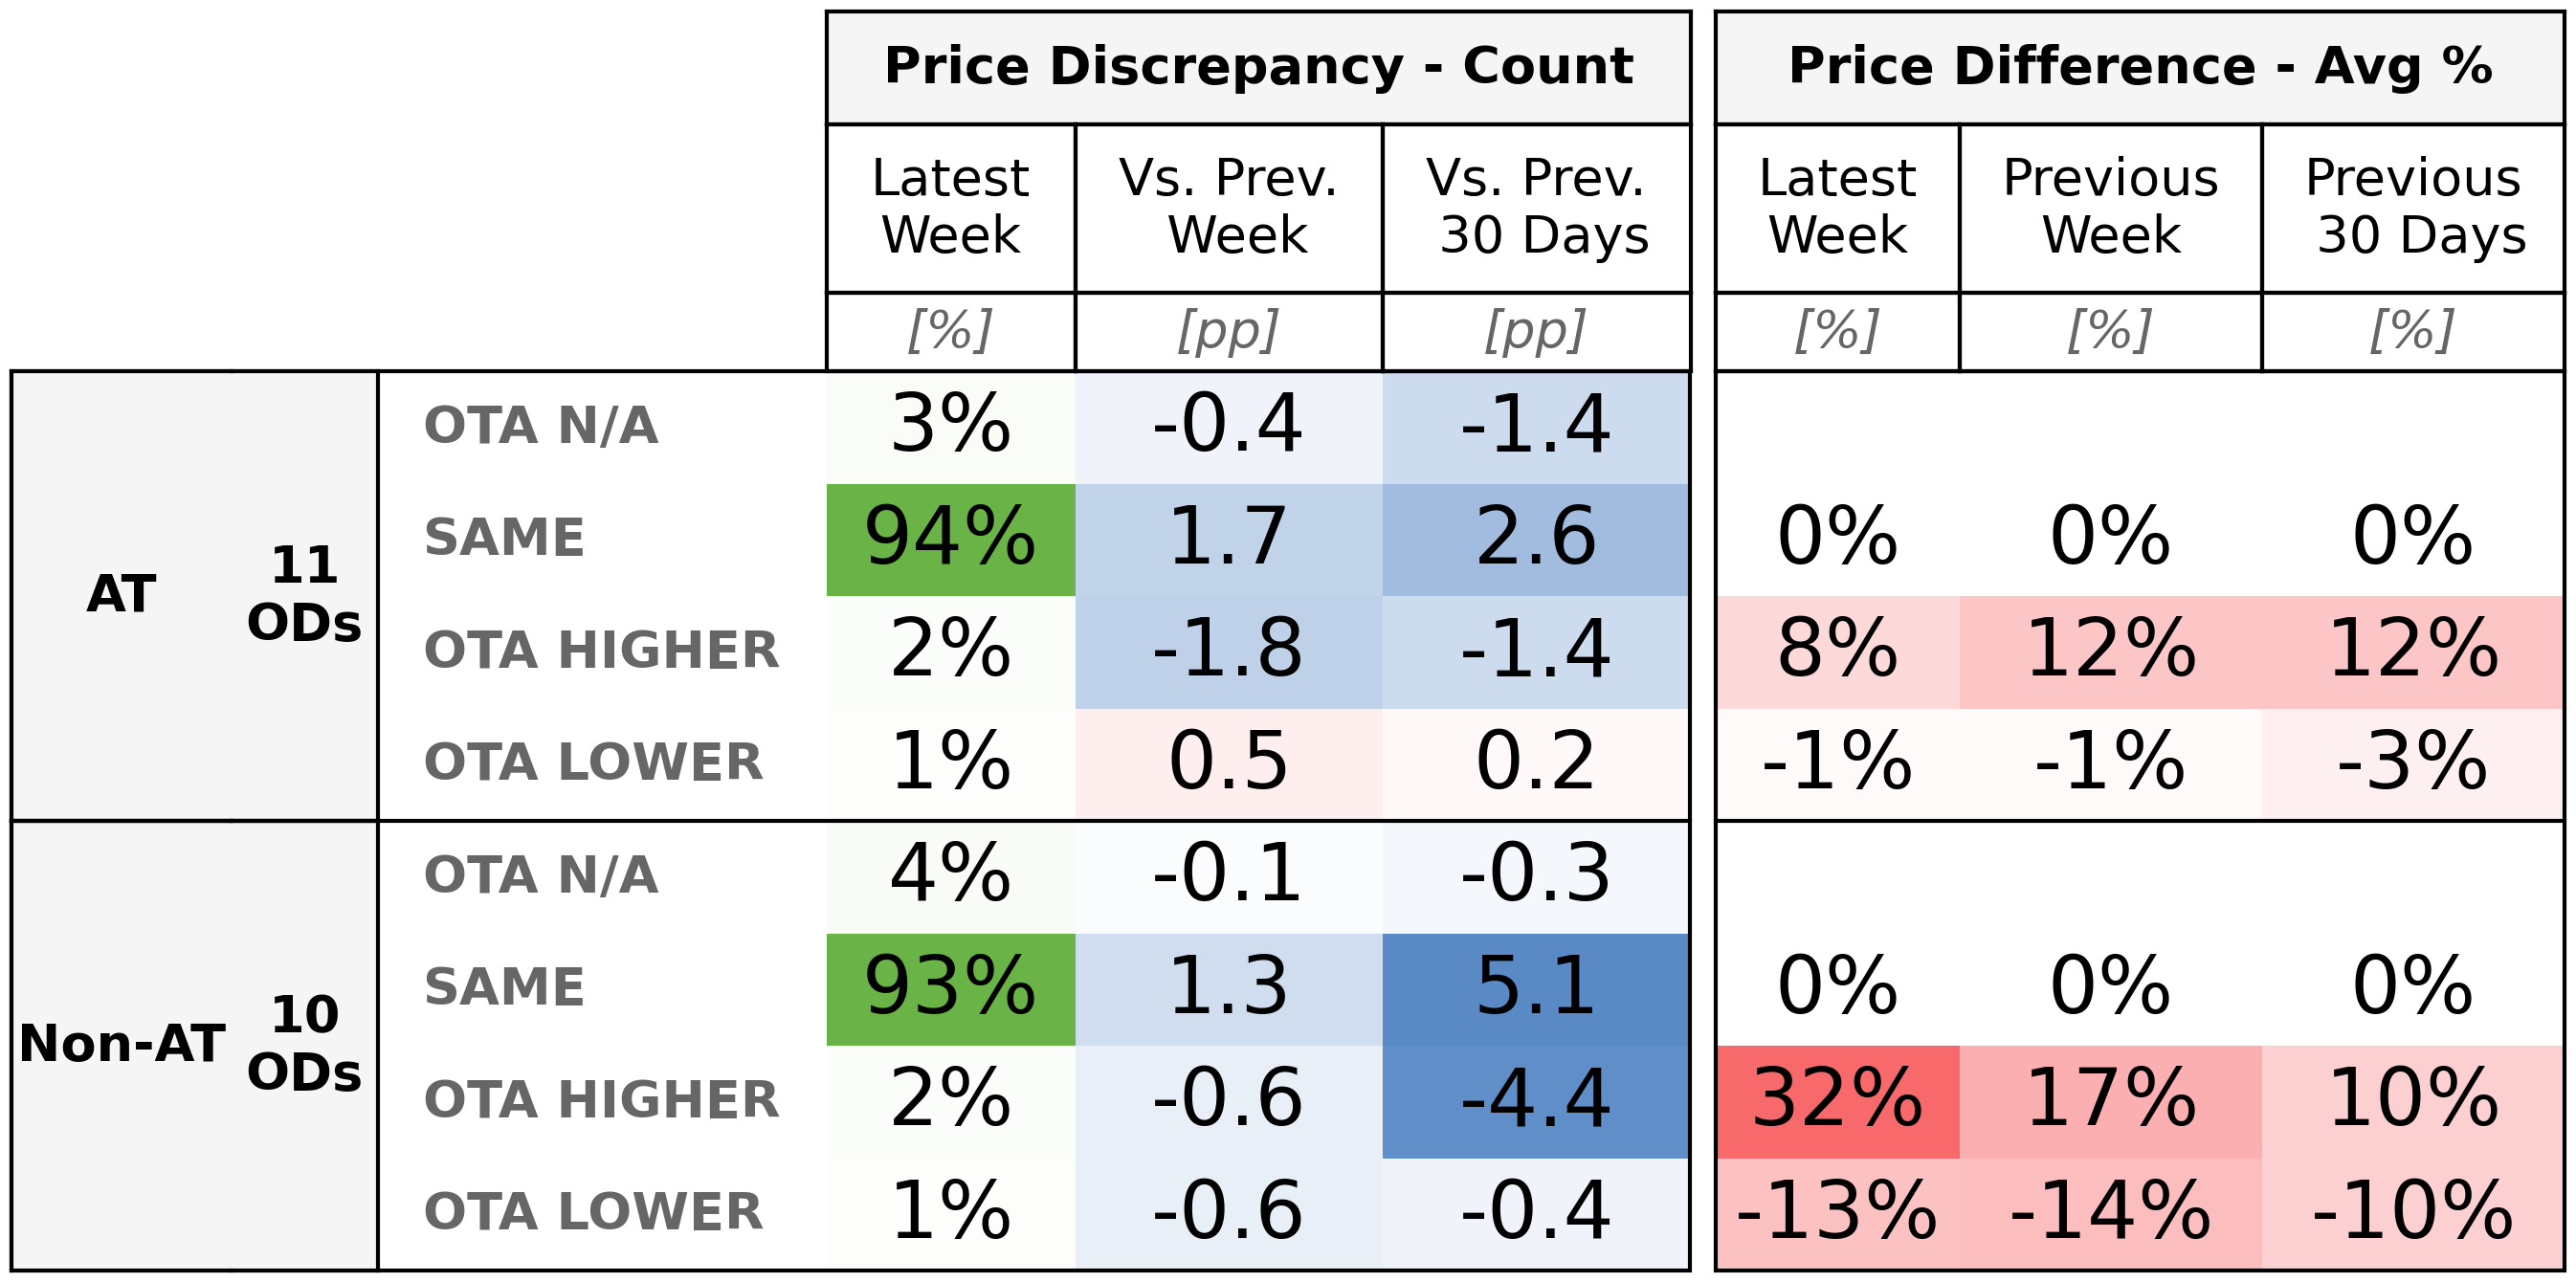 Price Discrepancy - Count Price Difference - Avg %
Latest Week Vs. Prev. Week Vs. Prev. 30 Days Latest Week Previous Week Previous 30 Days
[%] [pp] [pp] [%] [%] [%]
AT 11 ODs
OTA N/A 3% -0.4 -1.4
SAME 94% 1.7 2.6 0% 0% 0%
OTA HIGHER 2% -1.8 -1.4 8% 12% 12%
OTA LOWER 1% 0.5 0.2 -1% -1% -3%
Non-AT 10 ODs
OTA N/A 4% -0.1 -0.3
SAME 93% 1.3 5.1 0% 0% 0%
OTA HIGHER 2% -0.6 -4.4 32% 17% 10%
OTA LOWER 1% -0.6 -0.4 -13% -14% -10%